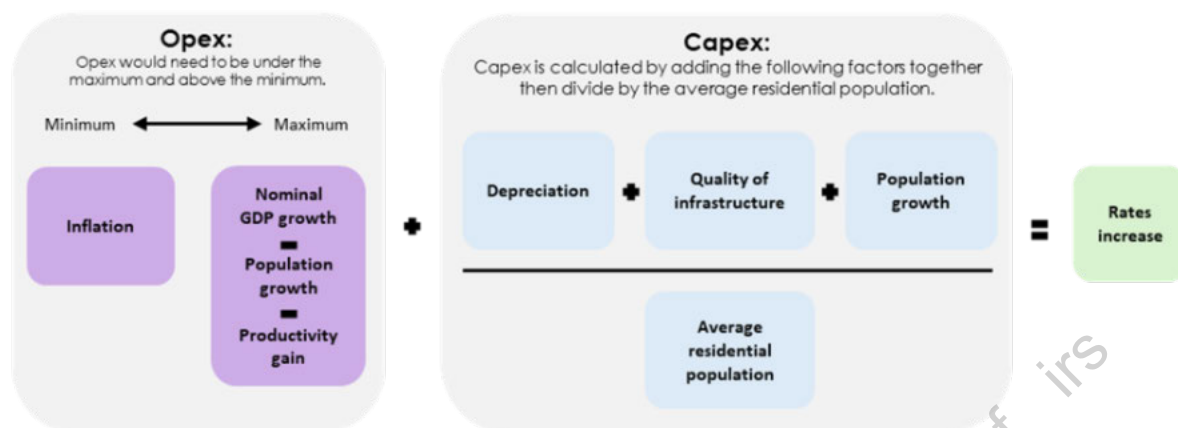 Opex:
Opex would need to be under the
maximum and above the minimum.
Minimum
Maximum
Inflation
Nominal
GDP growth
-
Population
growth
-
Productivity
gain
+
Capex:
Capex is calculated by adding the following factors together
then divide by the average residential population.
Depreciation
+
Quality of
infrastructure
+
Population
growth
Average
residential
population
=
Rates
increase